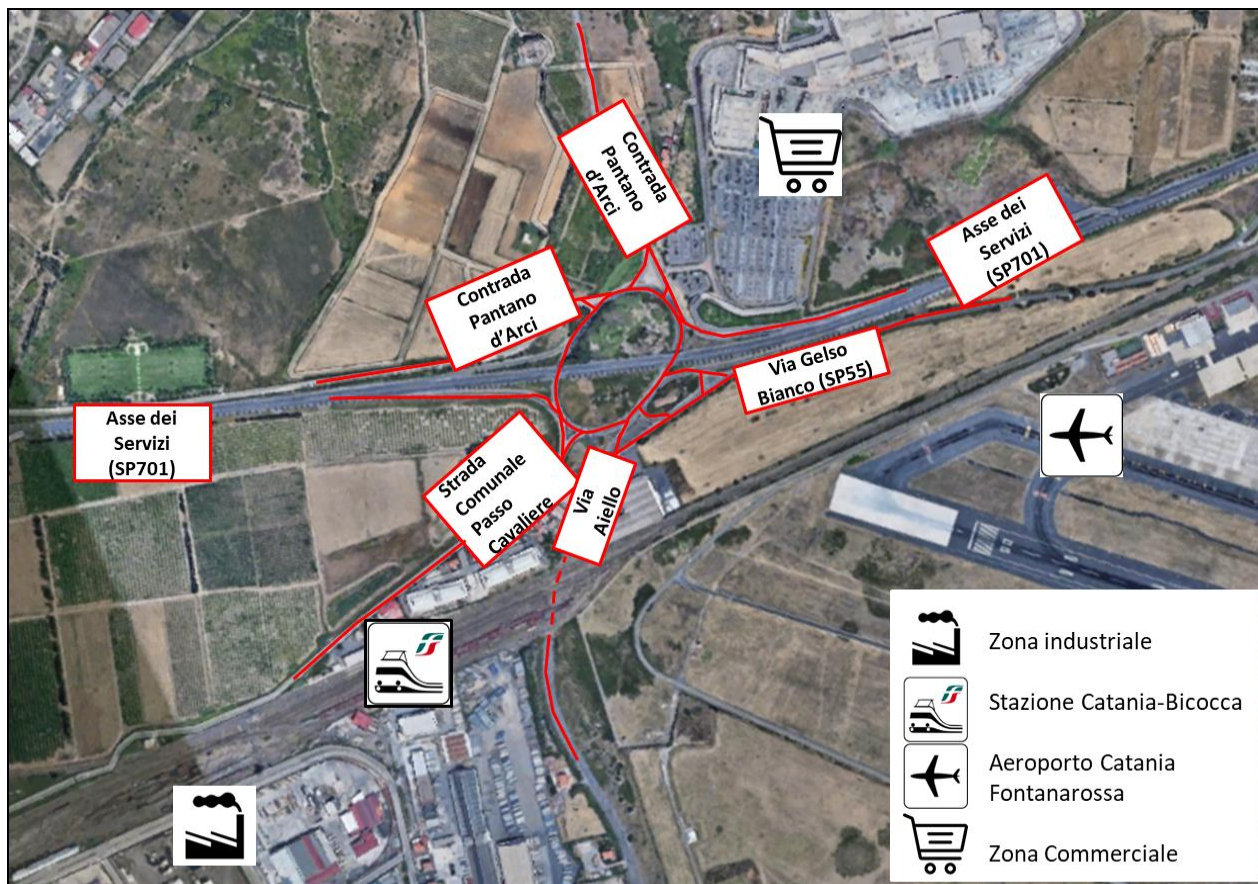 Contrada
Pantano
d'Arci
Asse dei
Servizi
(SP701)
Contrada
Pantano
d'Arci
Via Gelso
Bianco (SP55)
Asse dei
Servizi
(SP701)
Strada
Comunale
Passo
Cavaliere
Via
Aiello
Zona industriale
Stazione Catania-Bicocca
Aeroporto Catania
Fontanarossa
Zona Commerciale